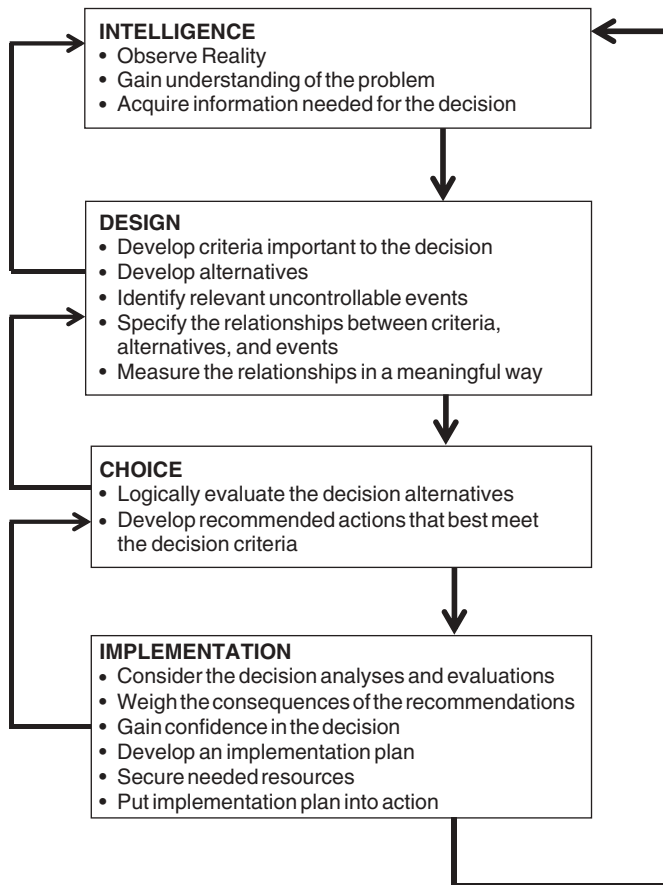 INTELLIGENCE
• Observe Reality
• Gain understanding of the problem
• Acquire information needed for the decision
DESIGN
• Develop criteria important to the decision
• Develop alternatives
• Identify relevant uncontrollable events
• Specify the relationships between criteria,
alternatives, and events
• Measure the relationships in a meaningful way
CHOICE
• Logically evaluate the decision alternatives
• Develop recommended actions that best meet
the decision criteria
IMPLEMENTATION
• Consider the decision analyses and evaluations
• Weigh the consequences of the recommendations
• Gain confidence in the decision
• Develop an implementation plan
• Secure needed resources
• Put implementation plan into action